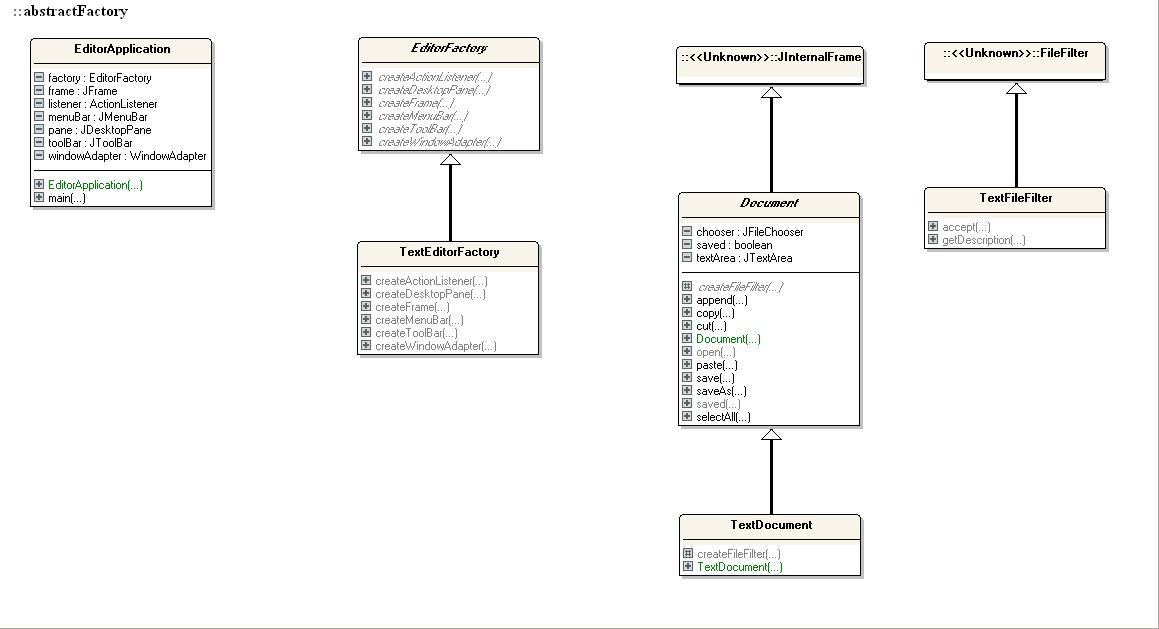 ::abstractFactory
EditorApplication
factory : EditorFactory
frame : JFrame
listener : ActionListener
menuBar : JMenuBar
pane : JDesktopPane
toolBar : JToolBar
windowAdapter : WindowAdapter
EditorApplication(...)
main(...)
EditorFactory
createActionListener(...)
createDesktopPane(...)
createFrame(...)
createMenuBar(...)
createToolBar(...)
createWindowAdapter(...)
TextEditorFactory
createActionListener(...)
createDesktopPane(...)
createFrame(...)
createMenuBar(...)
createToolBar(...)
createWindowAdapter(...)
::<<Unknown>>::JInternalFrame
Document
chooser : JFileChooser
saved : boolean
textArea : JTextArea
createFileFilter(...)
append(...)
copy(...)
cut(...)
Document(...)
open(...)
paste(...)
save(...)
saveAs(...)
saved(...)
selectAll(...)
TextDocument
createFileFilter(...)
TextDocument(...)
::<<Unknown>>::FileFilter
TextFileFilter
accept(...)
getDescription(...)